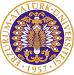 ERZURUM · ATATÜRK · ÜNİVERSİTESİ
· 1957 ·